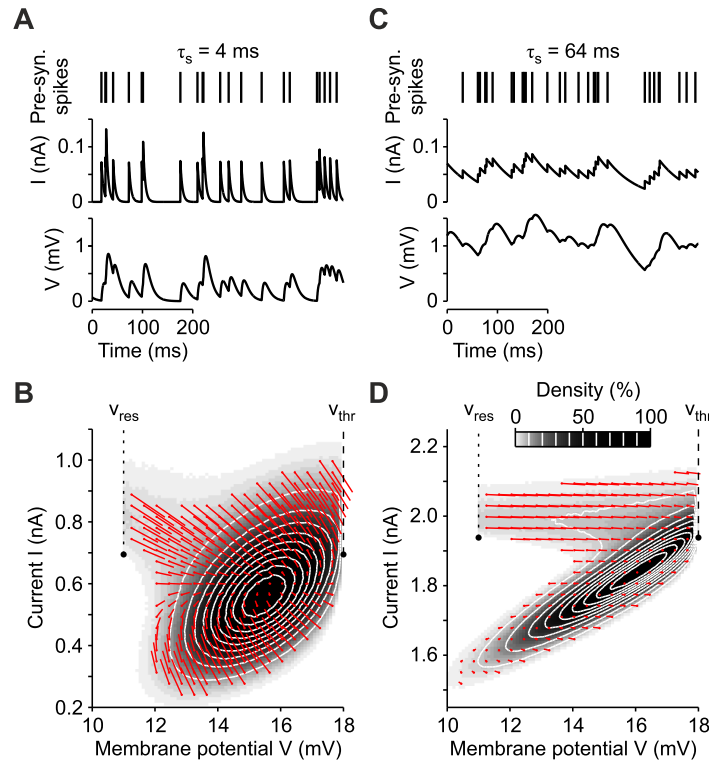 A
τs = 4 ms
Pre-syn.
spikes
I (nA)
0.1
0
V (mV)
1
0
0 100 200
Time (ms)
C
τs = 64 ms
Pre-syn.
spikes
I (nA)
0.1
0
V (mV)
1
0
0 100 200
Time (ms)
B
vres
vthr
Current I (nA)
1.0
0.8
0.6
0.4
0.2
10 12 14 16 18
Membrane potential V (mV)
D
Density (%)
0 50 100
vres
vthr
Current I (nA)
2.2
2.0
1.8
1.6
10 12 14 16 18
Membrane potential V (mV)